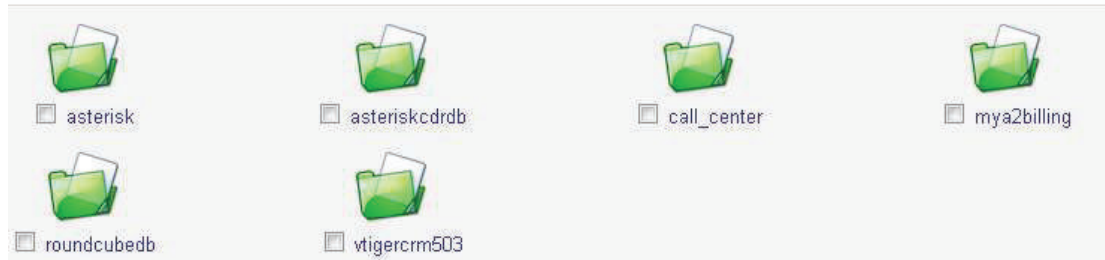 asterisk
asteriskcdrdb
call_center
mya2billing
roundcubedb
vtigercrm503